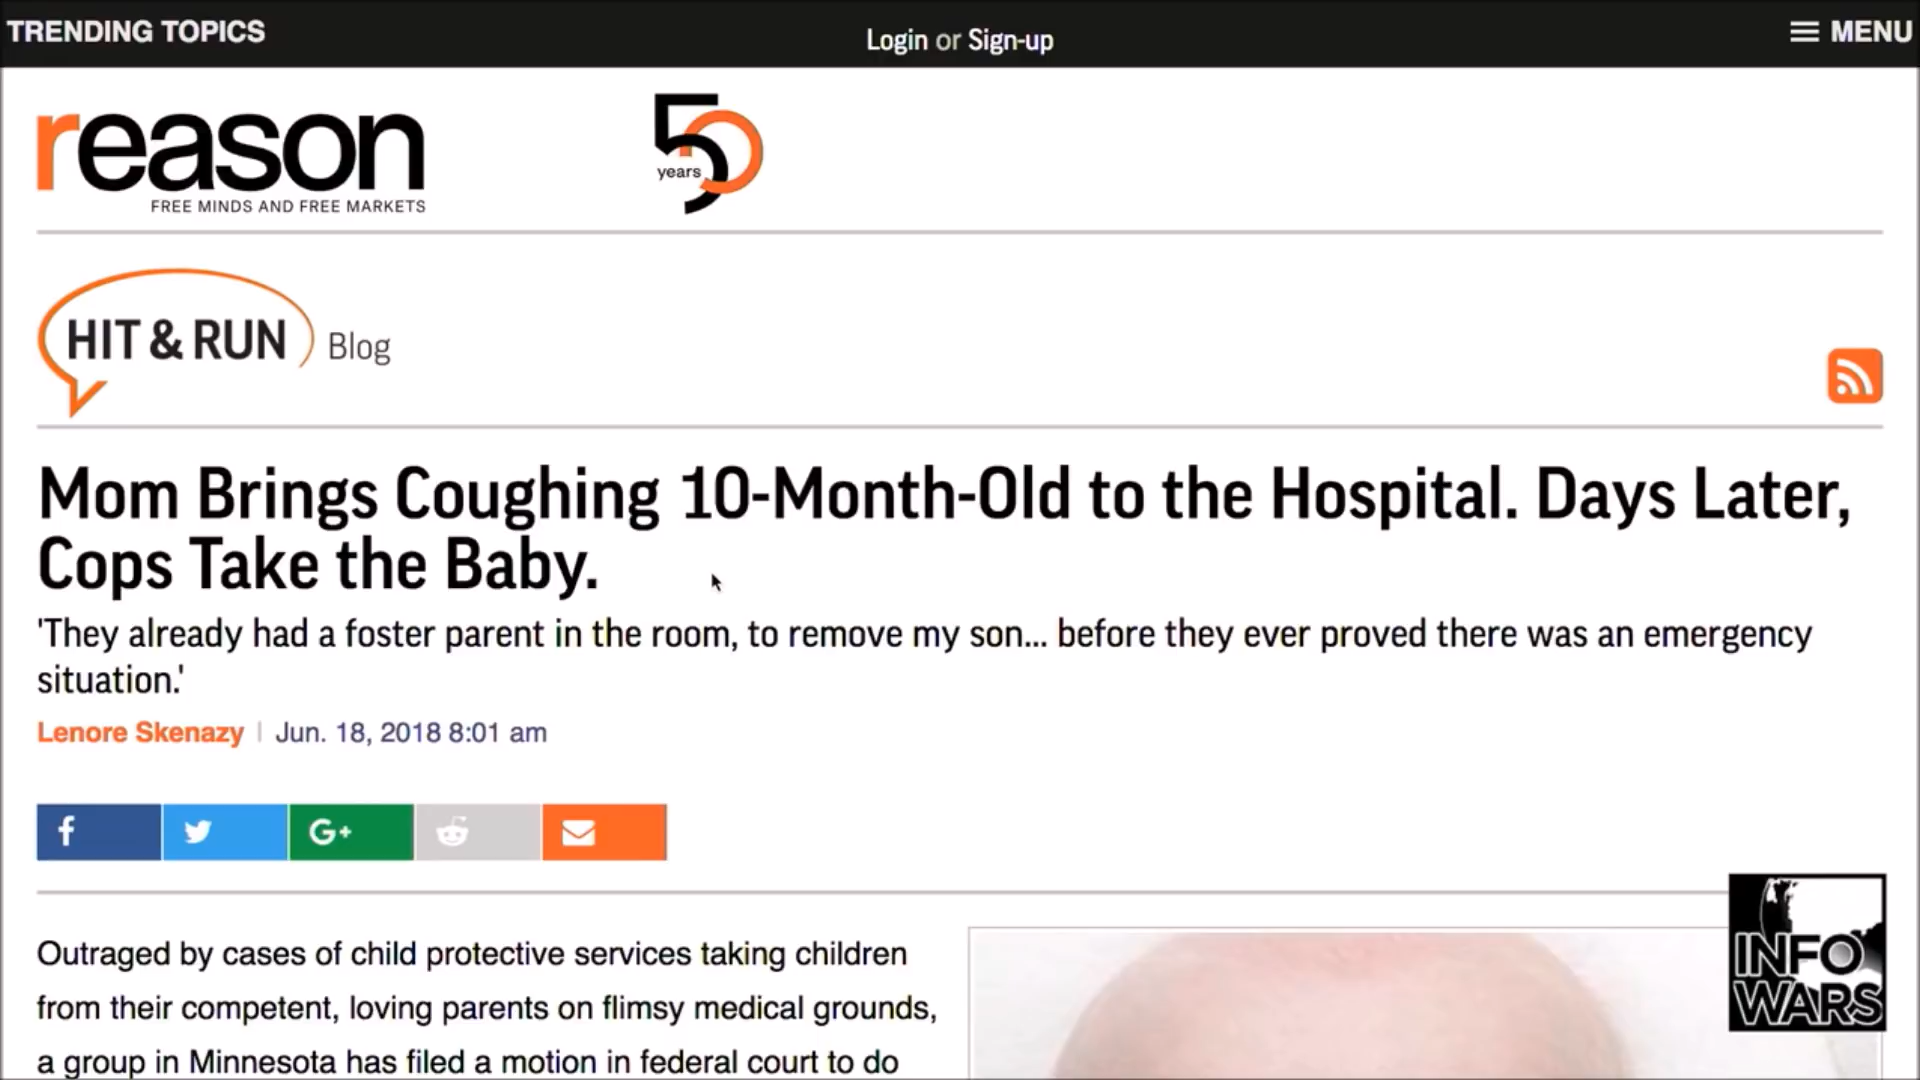 TRENDING TOPICS
Login or Sign-up
MENU
reason
FREE MINDS AND FREE MARKETS
50
years
HIT & RUN Blog
Mom Brings Coughing 10-Month-Old to the Hospital. Days Later,
Cops Take the Baby.
'They already had a foster parent in the room, to remove my son... before they ever proved there was an emergency
situation.'
Lenore Skenazy | Jun. 18, 2018 8:01 am
f
G+
Outraged by cases of child protective services taking children
from their competent, loving parents on flimsy medical grounds,
a group in Minnesota has filed a motion in federal court to do
INFO
WARS